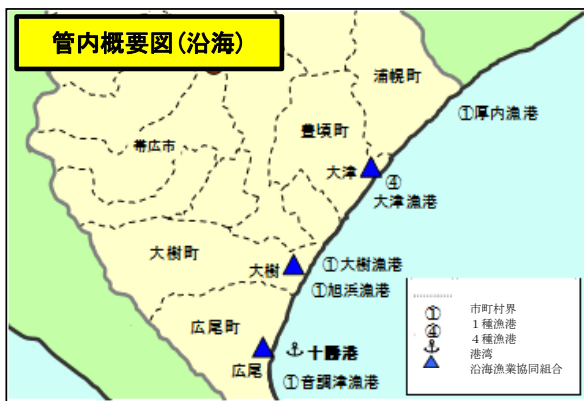 管内概要図(沿海)
浦幌町
①厚内漁港
豊頃町
帯広市
大津
④
大津漁港
大樹町
大樹
①大樹漁港
①旭浜漁港
広尾町
十勝港
広尾
①音調津漁港
市町村界
① 1種漁港
④ 4種漁港
港湾
沿海漁業協同組合